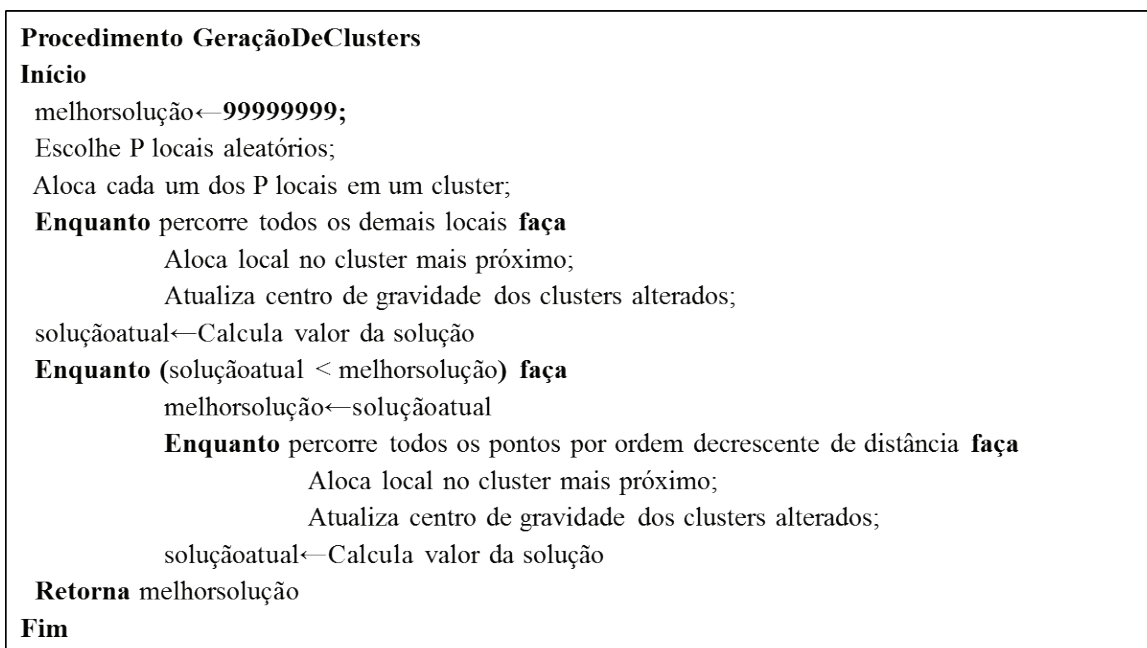 Procedimento GeraçãoDeClusters
Início
melhorsolução←99999999;
Escolhe P locais aleatórios;
Aloca cada um dos P locais em um cluster;
Enquanto percorre todos os demais locais faça
Aloca local no cluster mais próximo;
Atualiza centro de gravidade dos clusters alterados;
soluçãoatual←Calcula valor da solução
Enquanto (soluçãoatual < melhorsolução) faça
melhorsolução←soluçãoatual
Enquanto percorre todos os pontos por ordem decrescente de distância faça
Aloca local no cluster mais próximo;
Atualiza centro de gravidade dos clusters alterados;
soluçãoatual←Calcula valor da solução
Retorna melhorsolução
Fim